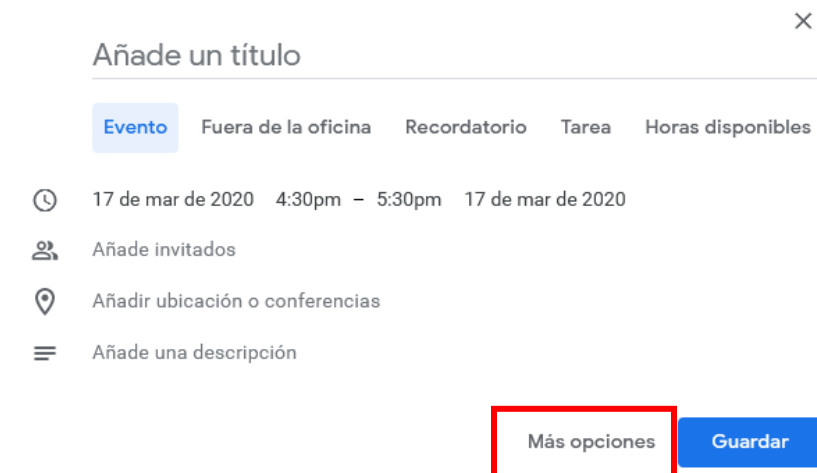 Añade un título
Evento Fuera de la oficina Recordatorio Tarea Horas disponibles
17 de mar de 2020 4:30pm – 5:30pm 17 de mar de 2020
Añade invitados
Añadir ubicación o conferencias
Añade una descripción
Más opciones Guardar